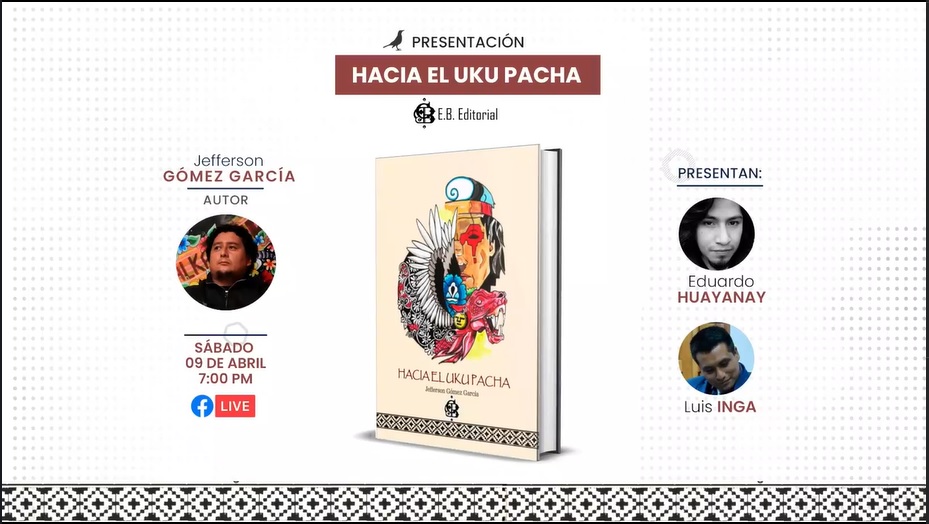 PRESENTACIÓN
HACIA EL UKU PACHA
E.B. Editorial
Jefferson
GÓMEZ GARCÍA
AUTOR
SÁBADO
09 DE ABRIL
7:00 PM
LIVE
HACIA EL UKU PACHA
Jefferson Gómez García
PRESENTAN:
Eduardo
HUAYANAY
Luis INGA